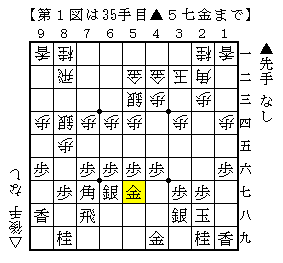 【第１図は35手目▲５七金まで】
9 8 7 6 5 4 3 2 1
香 桂 桂 香 一
飛 金 金 玉 角 二
銀 歩 歩 三
歩 銀 歩 歩 歩 歩 歩 四
歩 五
歩 歩 歩 歩 歩 歩 六
歩 角 銀 金 歩 歩 七
香 飛 銀 玉 八
桂 金 桂 香 九
▲先手 なし
△後手 なし